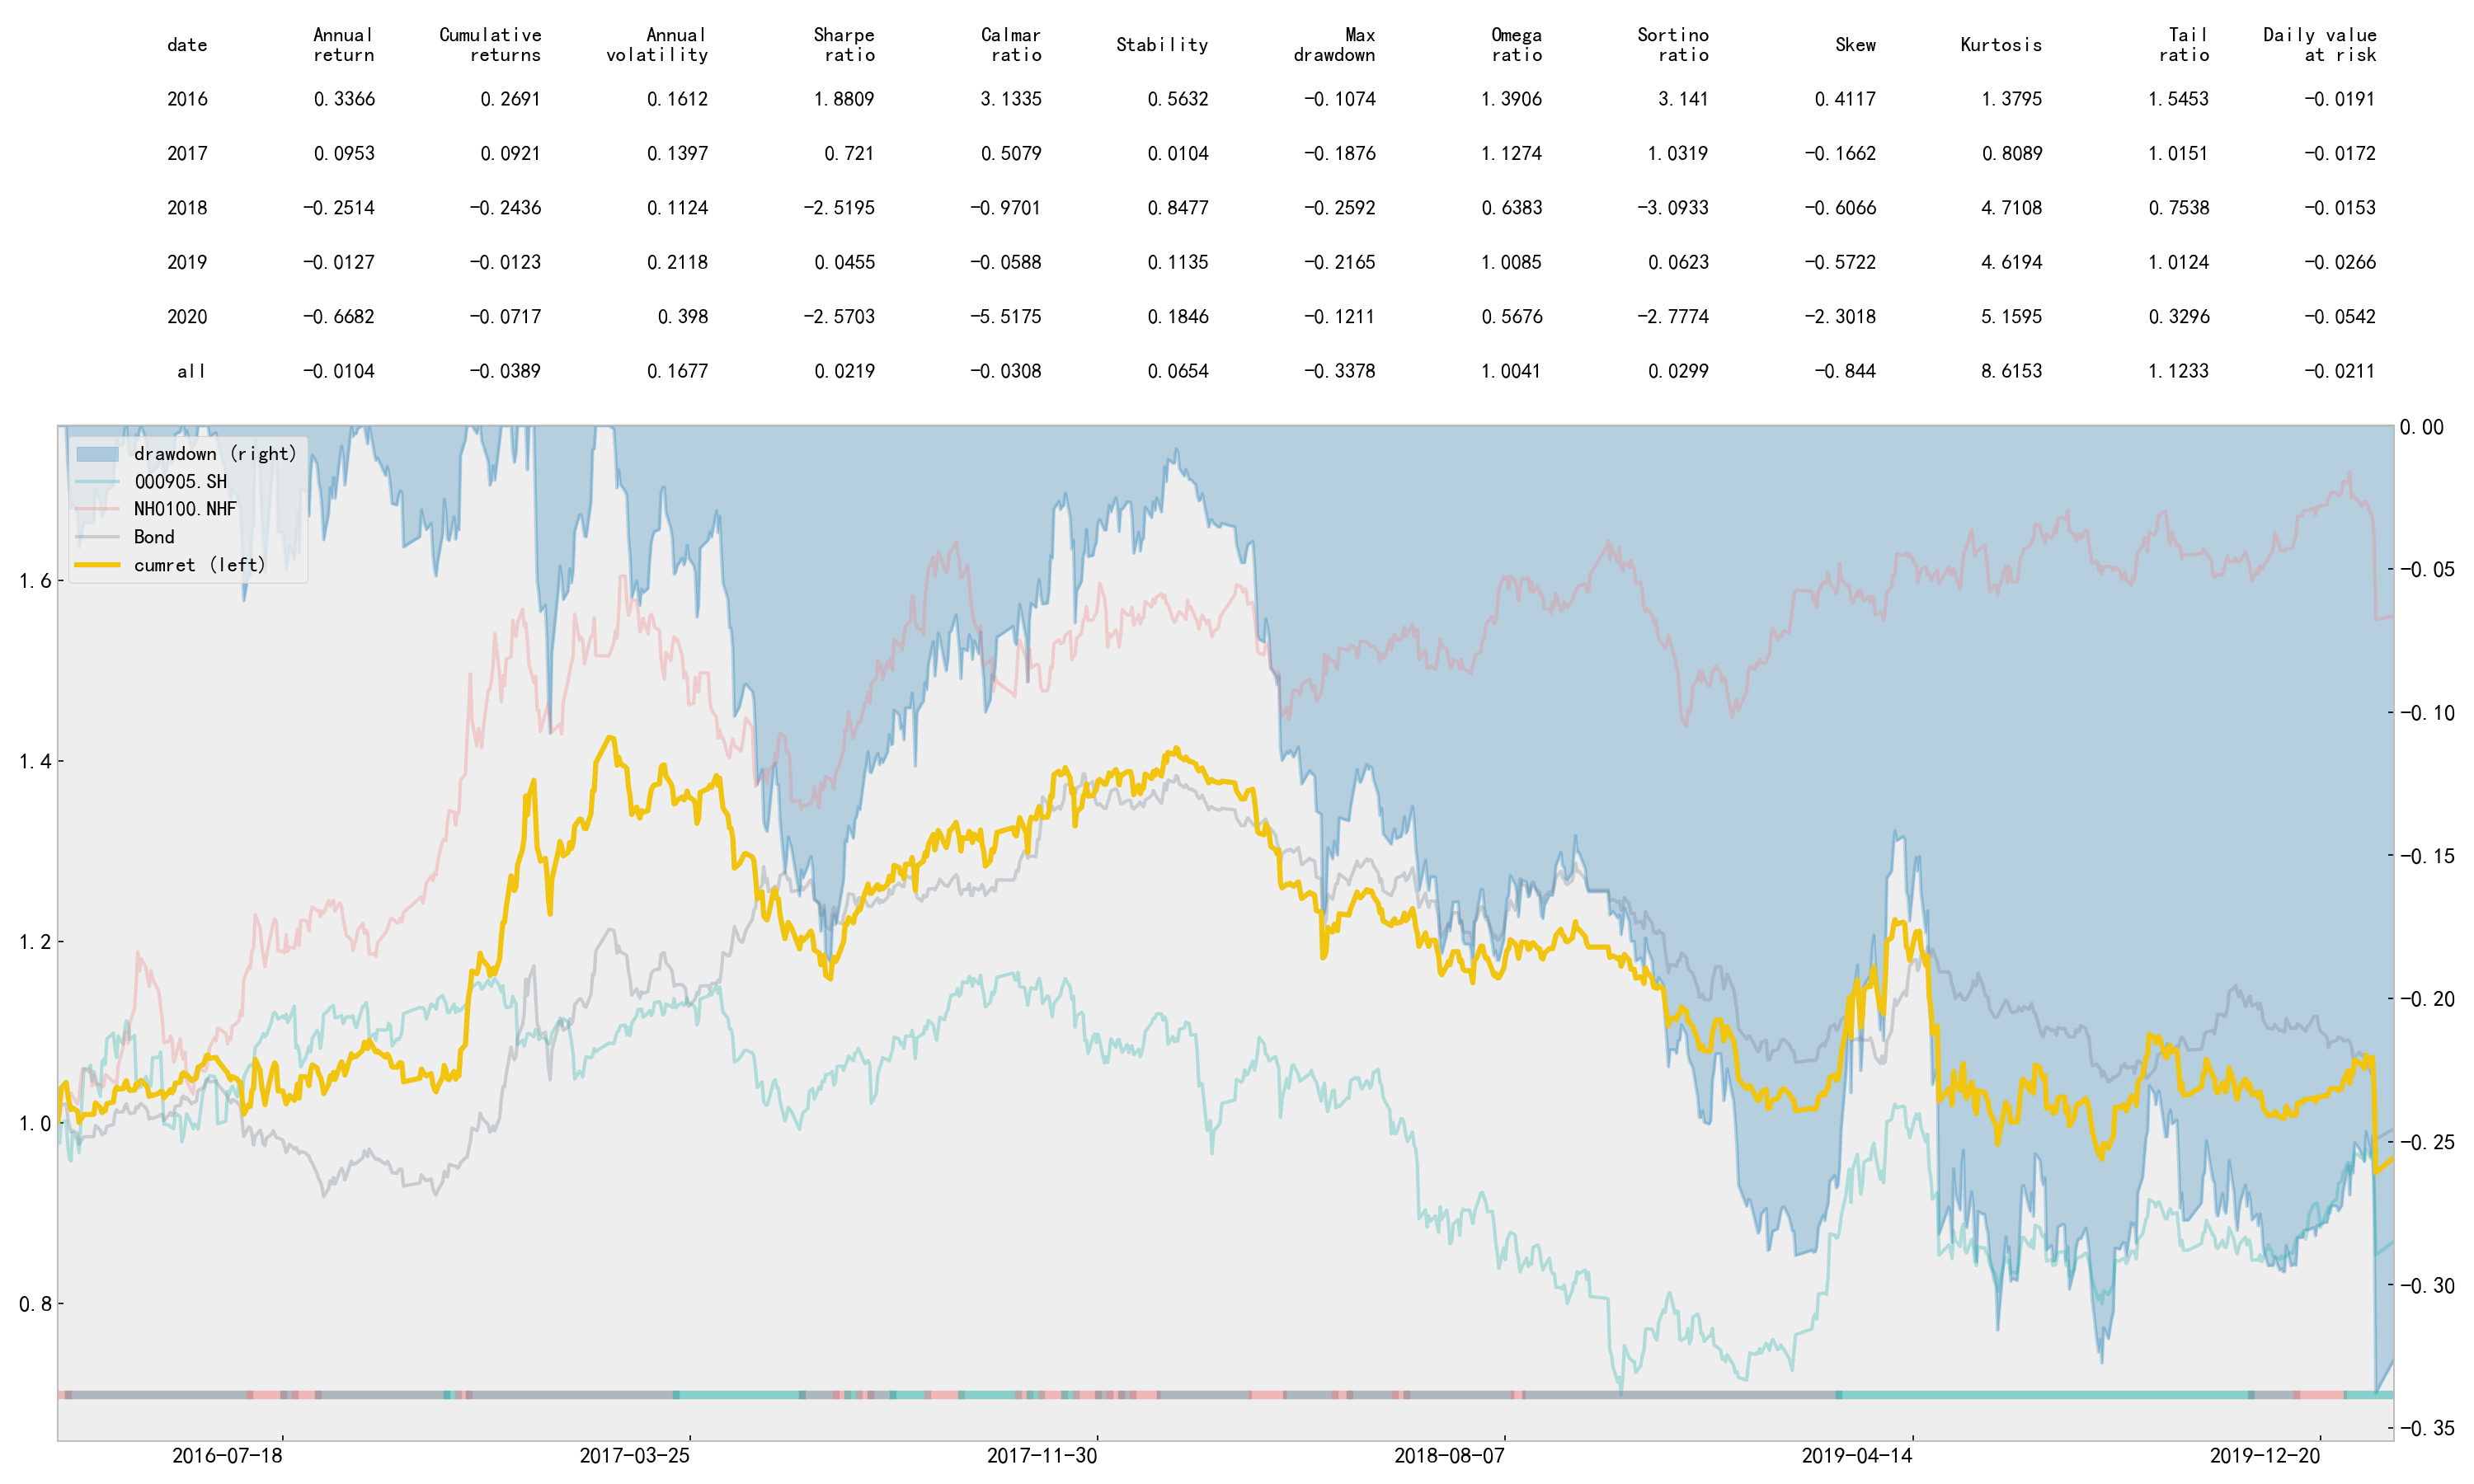 date Annual return Cumulative returns Annual volatility Sharpe ratio Calmar ratio Stability Max drawdown Omega ratio Sortino ratio Skew Kurtosis Tail ratio Daily value at risk
2016 0.3366 0.2691 0.1612 1.8809 3.1335 0.5632 -0.1074 1.3906 3.141 0.4117 1.3795 1.5453 -0.0191
2017 0.0953 0.0921 0.1397 0.721 0.5079 0.0104 -0.1876 1.1274 1.0319 -0.1662 0.8089 1.0151 -0.0172
2018 -0.2514 -0.2436 0.1124 -2.5195 -0.9701 0.8477 -0.2592 0.6383 -3.0933 -0.6066 4.7108 0.7538 -0.0153
2019 -0.0127 -0.0123 0.2118 0.0455 -0.0588 0.1135 -0.2165 1.0085 0.0623 -0.5722 4.6194 1.0124 -0.0266
2020 -0.6682 -0.0717 0.398 -2.5703 -5.5175 0.1846 -0.1211 0.5676 -2.7774 -2.3018 5.1595 0.3296 -0.0542
all -0.0104 -0.0389 0.1677 0.0219 -0.0308 0.0654 -0.3378 1.0041 0.0299 -0.844 8.6153 1.1233 -0.0211
drawdown (right)
000905.SH
NH0100.NHF
Bond
cumret (left)
1.6
1.4
1.2
1.0
0.8
0.00
-0.05
-0.10
-0.15
-0.20
-0.25
-0.30
-0.35
2016-07-18 2017-03-25 2017-11-30 2018-08-07 2019-04-14 2019-12-20